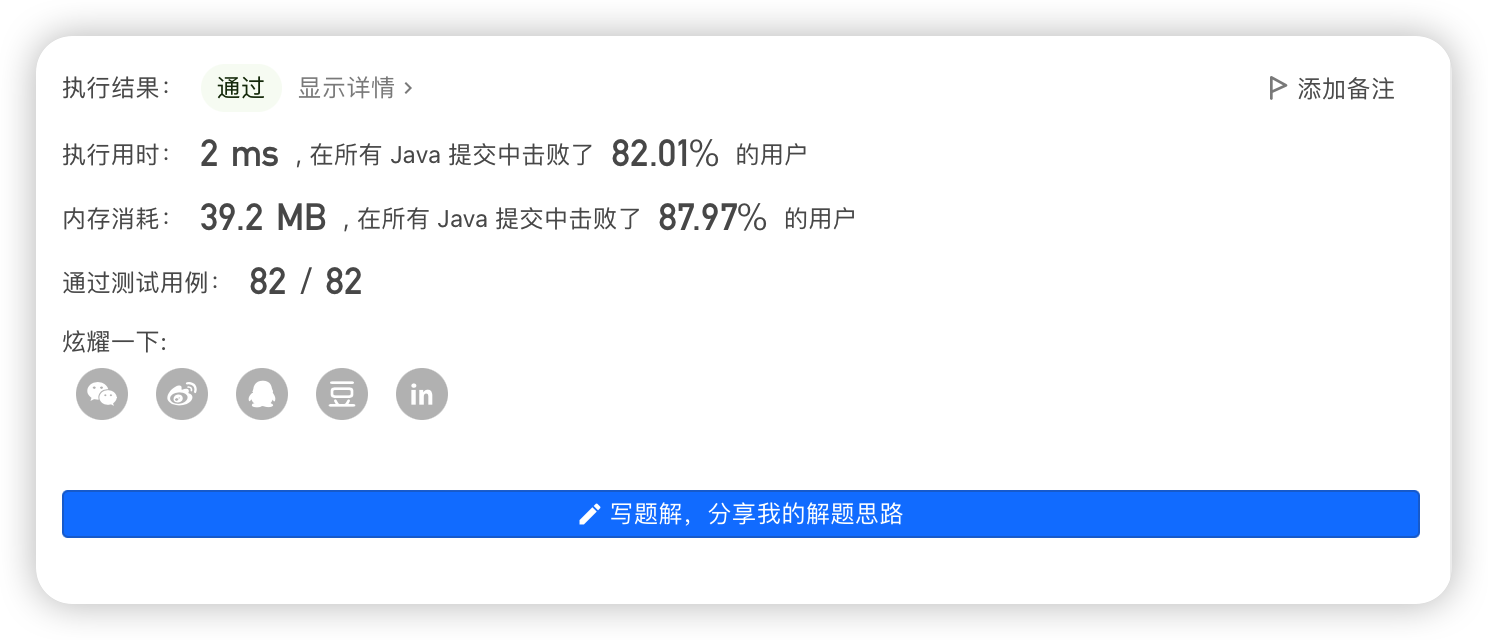 执行结果： 通过 显示详情 › 添加备注
执行用时： 2 ms , 在所有 Java 提交中击败了 82.01% 的用户
内存消耗： 39.2 MB , 在所有 Java 提交中击败了 87.97% 的用户
通过测试用例： 82 / 82
炫耀一下:
豆 in
写题解，分享我的解题思路